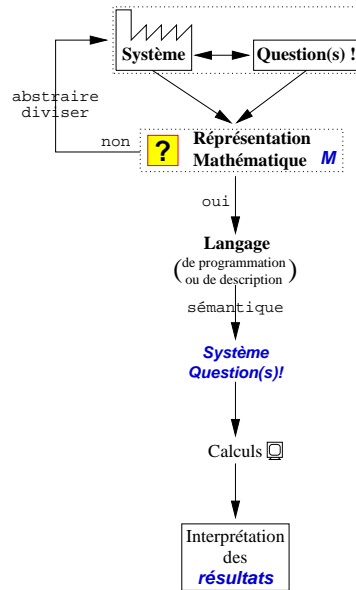 Système
Question(s) !
abstraire
diviser
non
?
Réprésentation
Mathématique M
oui
Langage
(de programmation
ou de description)
sémantique
Système
Question(s)!
Calculs
Interprétation
des
résultats